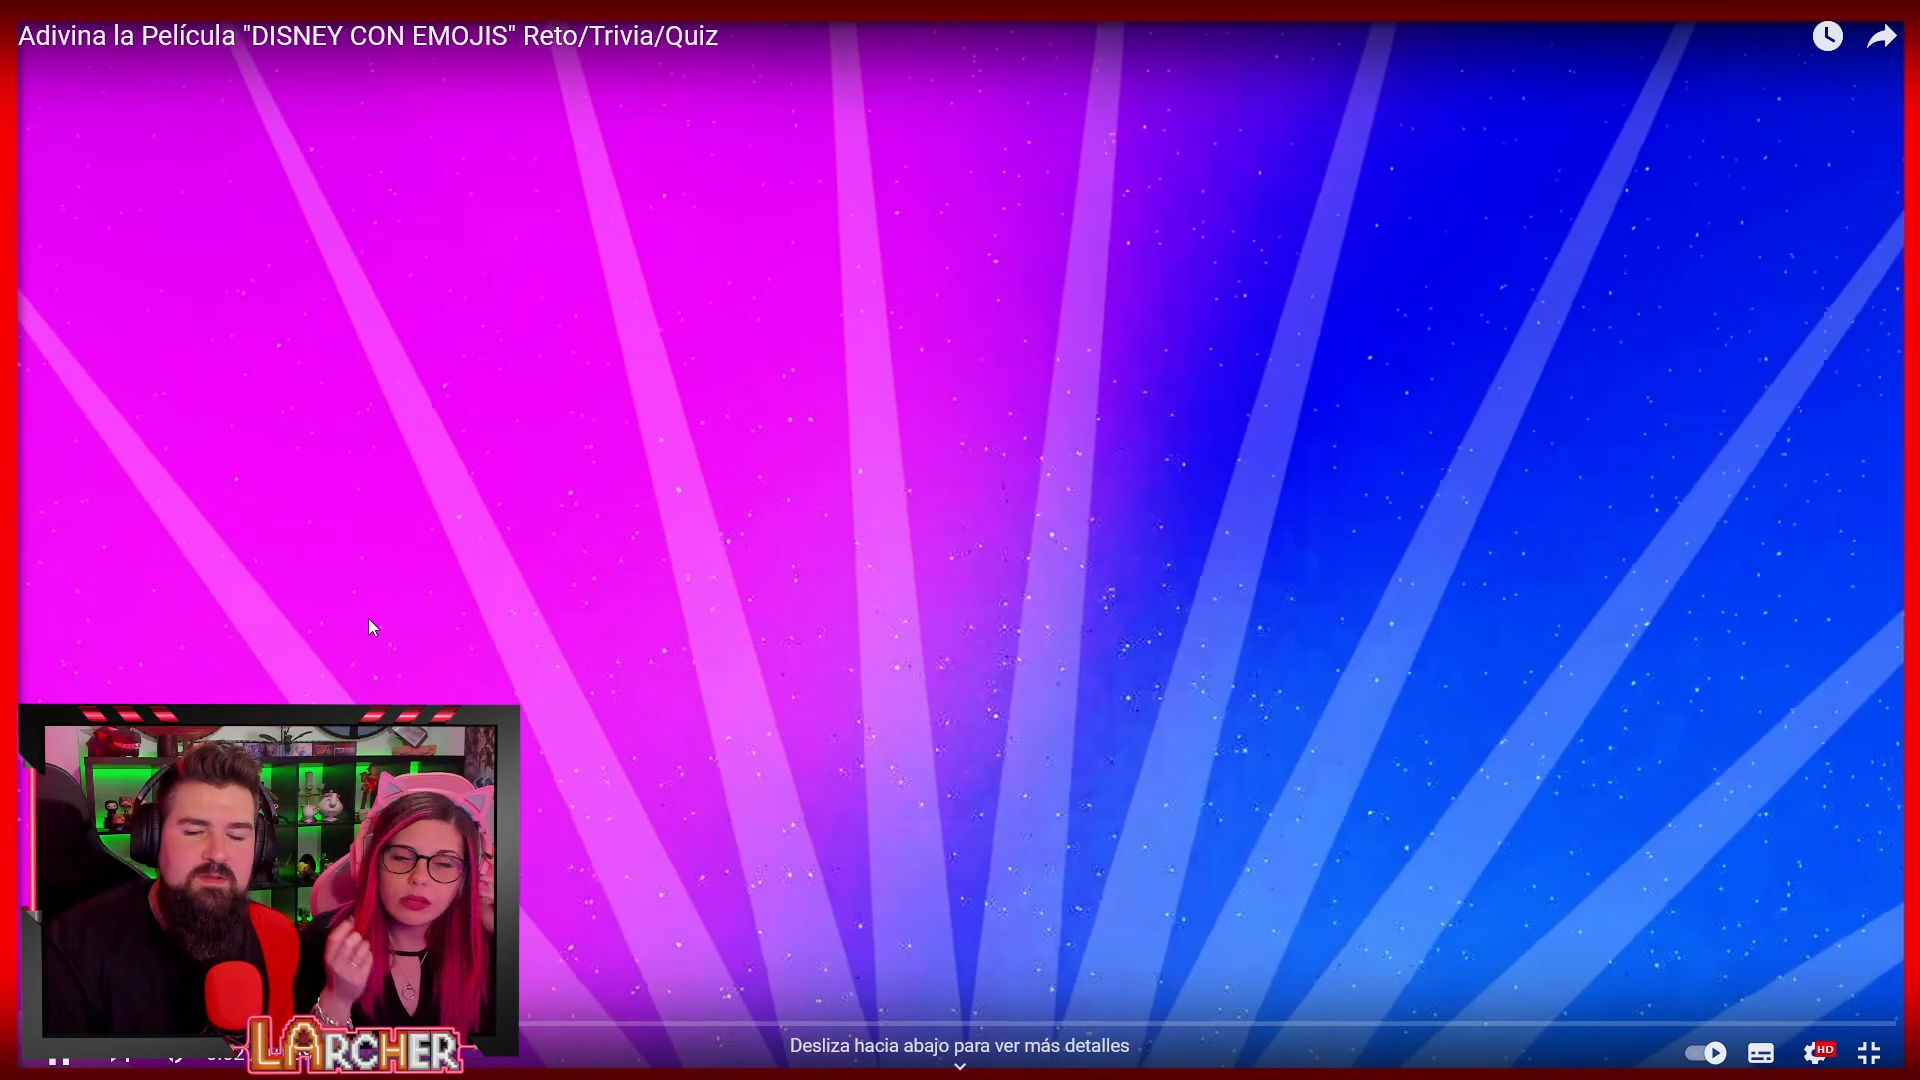 Adivina la Película "DISNEY CON EMOJIS" Reto/Trivia/Quiz
LARCHER
Desliza hacia abajo para ver más detalles
HD